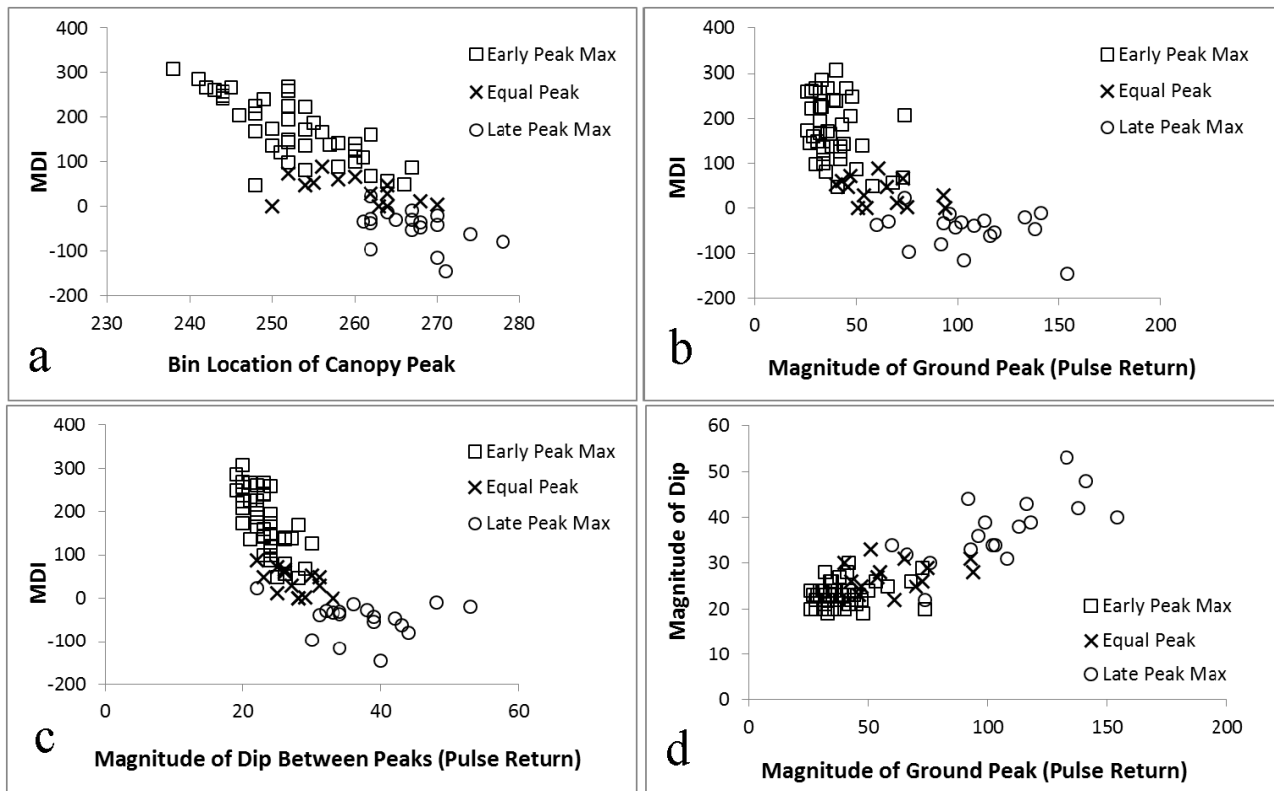 400
300
200
100
0
-100
-200
MDI
230
240
250
260
270
280
Bin Location of Canopy Peak
Early Peak Max
Equal Peak
Late Peak Max
a
400
300
200
100
0
-100
-200
MDI
0
50
100
150
200
Magnitude of Ground Peak (Pulse Return)
Early Peak Max
Equal Peak
Late Peak Max
b
400
300
200
100
0
-100
-200
MDI
0
20
40
60
Magnitude of Dip Between Peaks (Pulse Return)
Early Peak Max
Equal Peak
Late Peak Max
c
60
50
40
30
20
10
0
Magnitude of Dip
0
50
100
150
200
Magnitude of Ground Peak (Pulse Return)
Early Peak Max
Equal Peak
Late Peak Max
d